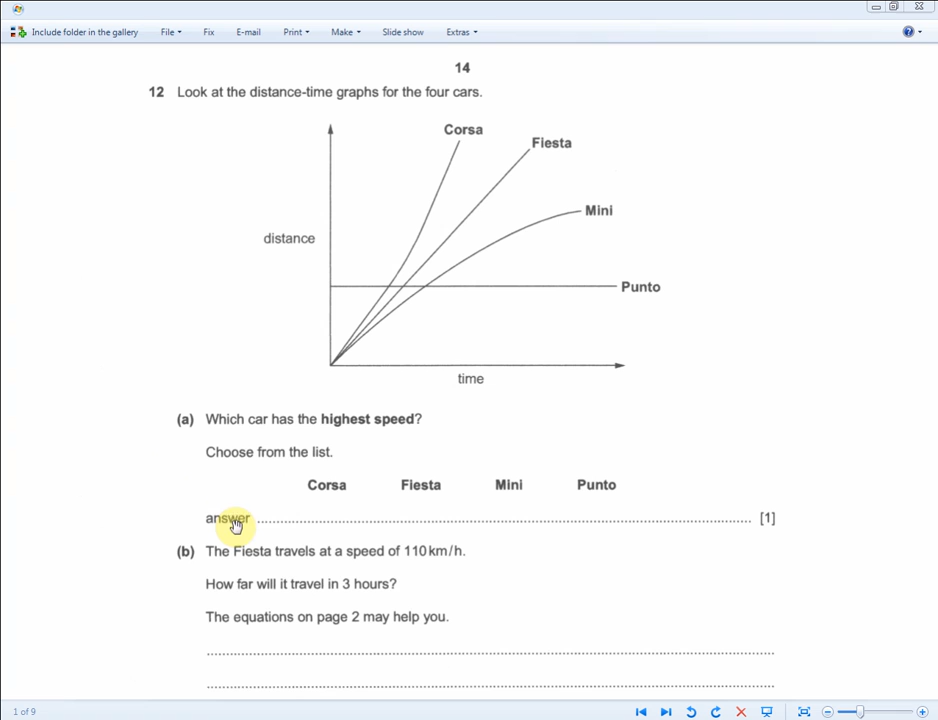 Include folder in the gallery File Fix E-mail Print Make Slide show Extras
14
12 Look at the distance-time graphs for the four cars.
Corsa
Fiesta
Mini
distance
Punto
time
(a) Which car has the highest speed?
Choose from the list.
Corsa Fiesta Mini Punto
answer ........................................ [1]
(b) The Fiesta travels at a speed of 110 km/h.
How far will it travel in 3 hours?
The equations on page 2 may help you.
1 of 9